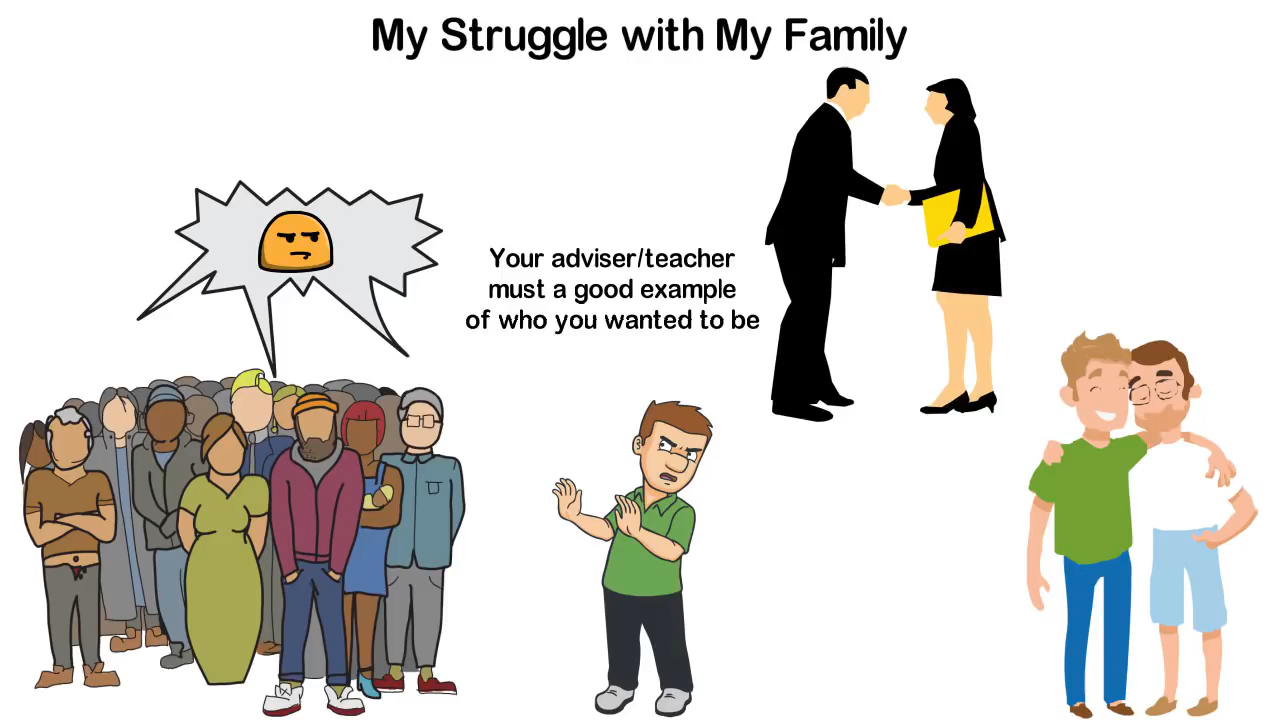 My Struggle with My Family
Your adviser/teacher
must a good example
of who you wanted to be